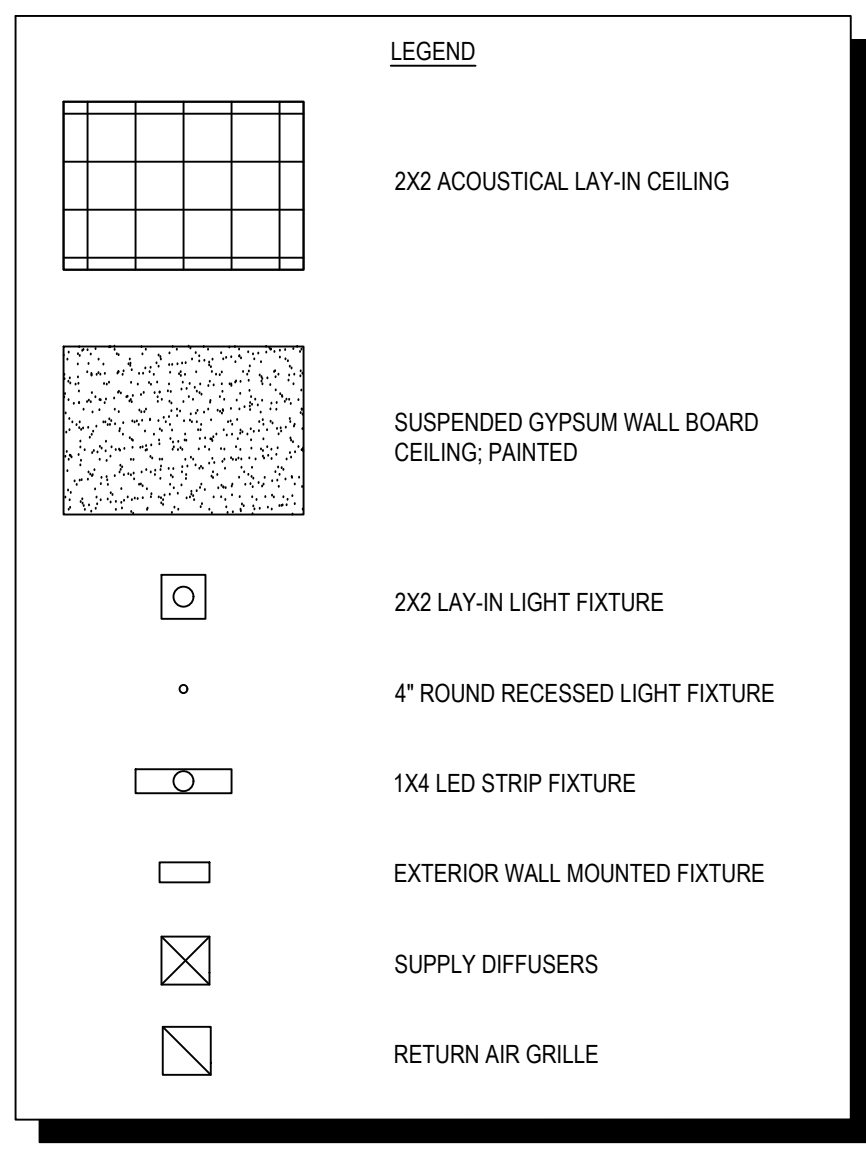 LEGEND
2X2 ACOUSTICAL LAY-IN CEILING
SUSPENDED GYPSUM WALL BOARD
CEILING; PAINTED
2X2 LAY-IN LIGHT FIXTURE
4" ROUND RECESSED LIGHT FIXTURE
1X4 LED STRIP FIXTURE
EXTERIOR WALL MOUNTED FIXTURE
SUPPLY DIFFUSERS
RETURN AIR GRILLE